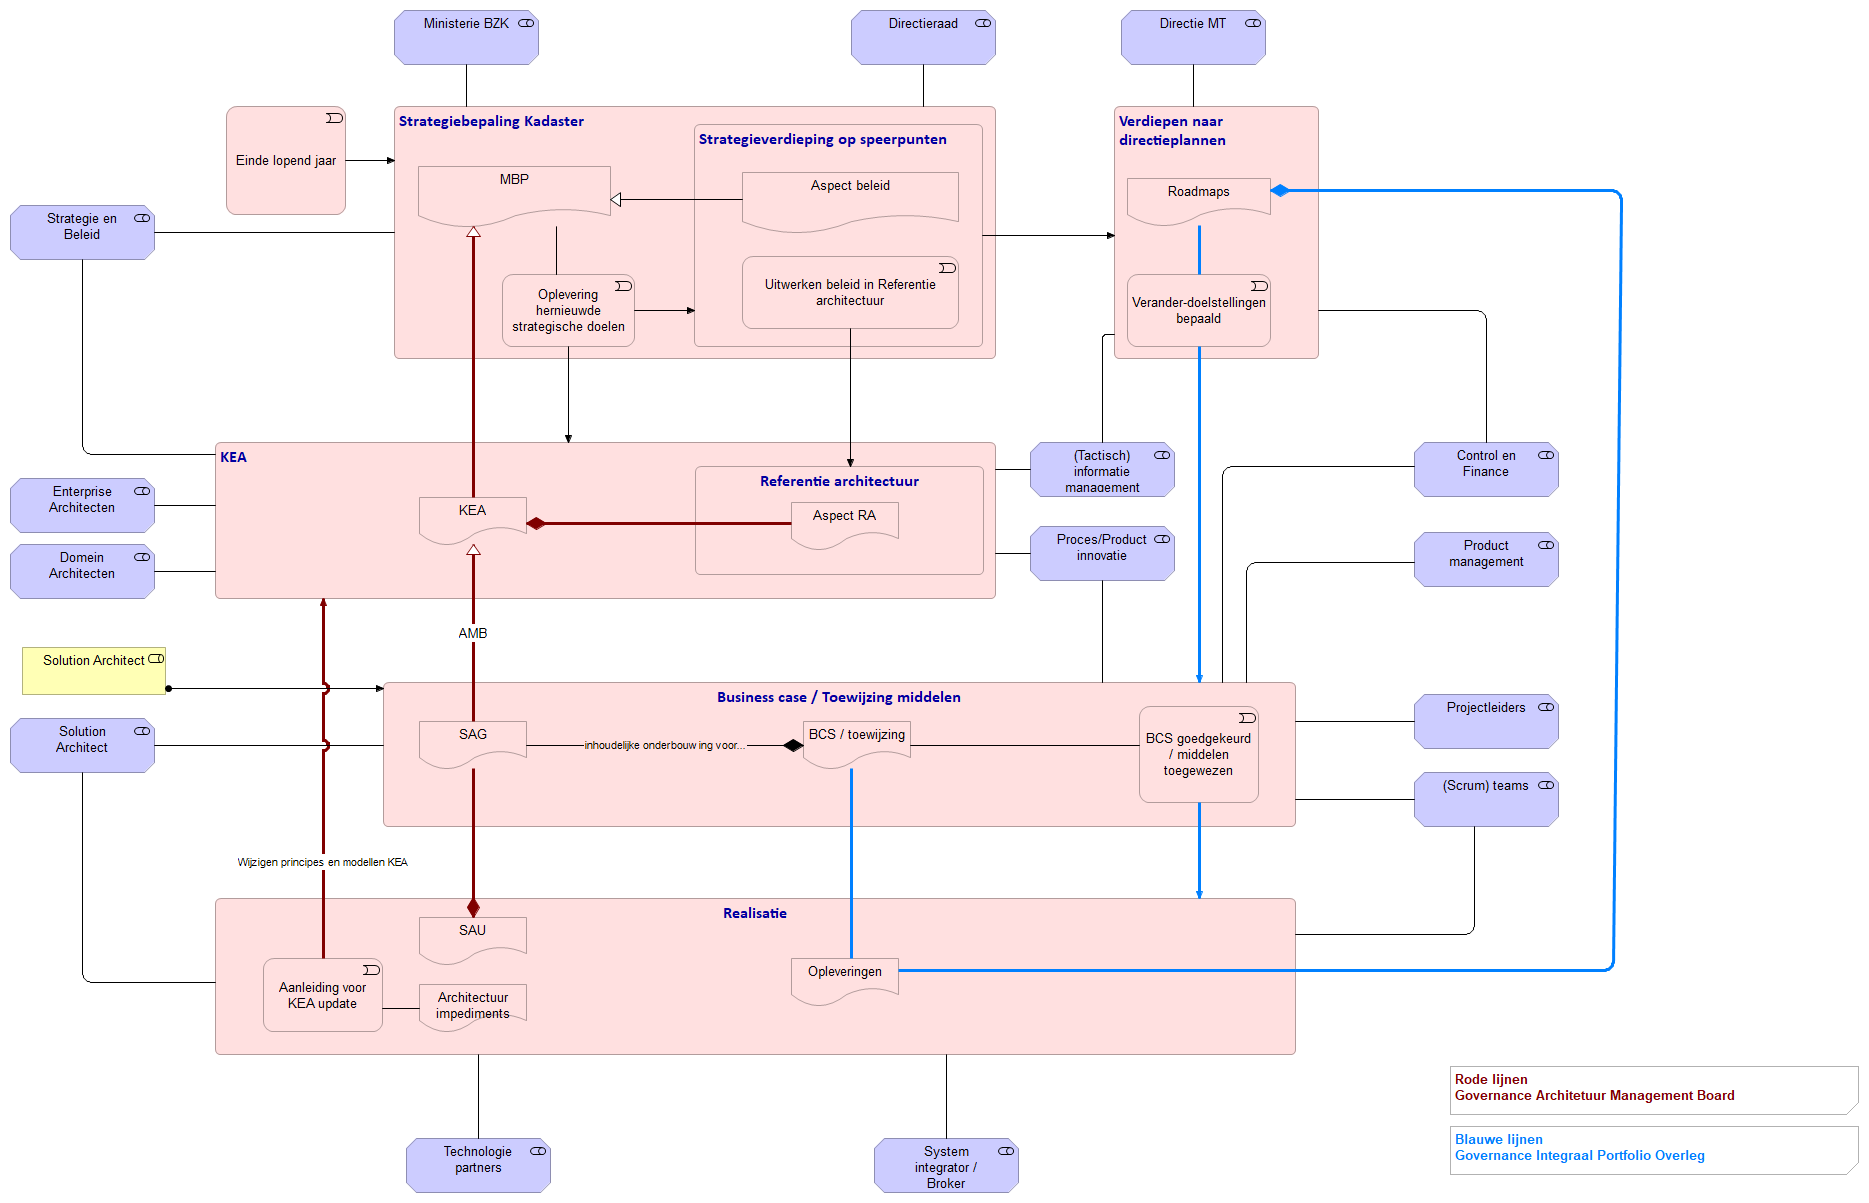 Ministerie BZK
Directieraad
Directie MT
Strategiebepaling Kadaster
Strategieverdieping op speerpunten
Verdiepen naar
directieplannen
Einde lopend jaar
MBP
Aspect beleid
Roadmaps
Strategie en
Beleid
Oplevering
hernieuwde
strategische doelen
Uitwerken beleid in Referentie
architectuur
Verander-doelstellingen
bepaald
KEA
Referentie architectuur
(Tactisch)
informatie
management
Control en
Finance
Enterprise
Architecten
KEA
Aspect RA
Domein
Architecten
Proces/Product
innovatie
Product
management
AMB
Solution Architect
Business case / Toewijzing middelen
Projectleiders
Solution
Architect
SAG
inhoudelijke onderbouwing voor...
BCS / toewijzing
BCS goedgekeurd
/ middelen
toegewezen
(Scrum) teams
Wijzigen principes en modellen KEA
Realisatie
SAU
Aanleiding voor
KEA update
Architectuur
impediments
Opleveringen
Rode lijnen
Governance Architetuur Management Board
Blauwe lijnen
Governance Integraal Portfolio Overleg
Technologie
partners
System
integrator /
Broker